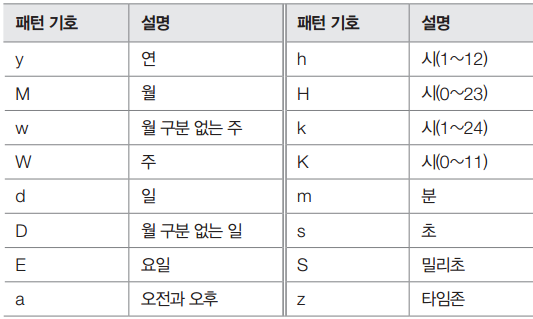 패턴 기호 설명 패턴 기호 설명
y 연 h 시(1~12)
M 월 H 시(0~23)
w 월 구분 없는 주 k 시(1~24)
W 주 K 시(0~11)
d 일 m 분
D 월 구분 없는 일 s 초
E 요일 S 밀리초
a 오전과 오후 z 타임존